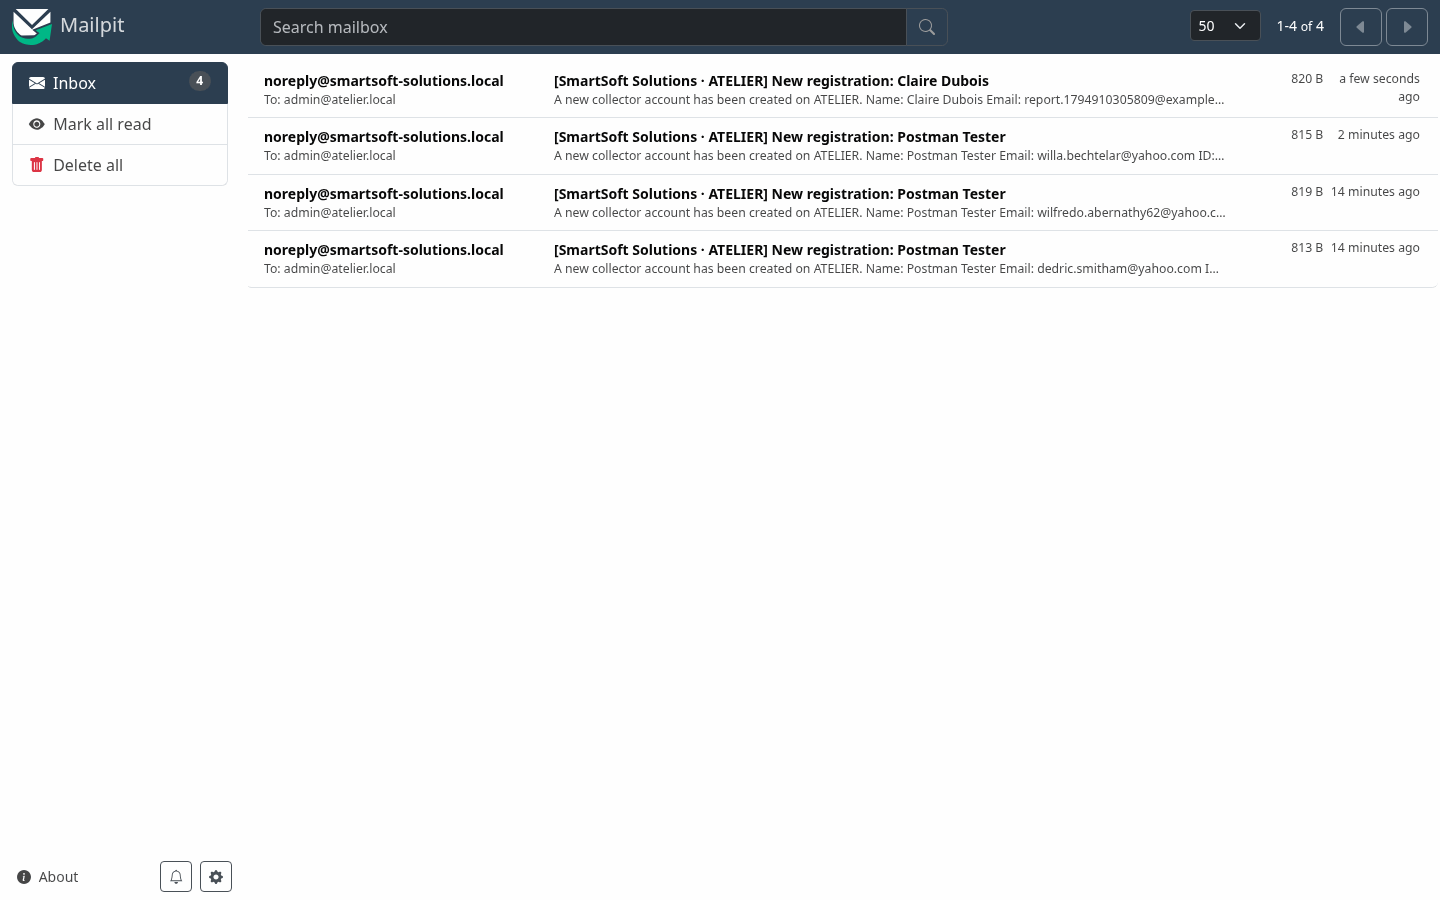 Mailpit
Search mailbox
50
1-4 of 4
Inbox
4
Mark all read
Delete all
noreply@smartsoft-solutions.local
To: admin@atelier.local
[SmartSoft Solutions · ATELIER] New registration: Claire Dubois
A new collector account has been created on ATELIER. Name: Claire Dubois Email: report.1794910305809@example...
820 B
a few seconds
ago
noreply@smartsoft-solutions.local
To: admin@atelier.local
[SmartSoft Solutions · ATELIER] New registration: Postman Tester
A new collector account has been created on ATELIER. Name: Postman Tester Email: willa.bechtelar@yahoo.com ID:...
815 B
2 minutes ago
noreply@smartsoft-solutions.local
To: admin@atelier.local
[SmartSoft Solutions · ATELIER] New registration: Postman Tester
A new collector account has been created on ATELIER. Name: Postman Tester Email: wilfredo.abernathy62@yahoo.c...
819 B
14 minutes ago
noreply@smartsoft-solutions.local
To: admin@atelier.local
[SmartSoft Solutions · ATELIER] New registration: Postman Tester
A new collector account has been created on ATELIER. Name: Postman Tester Email: dedric.smitham@yahoo.com I...
813 B
14 minutes ago
About